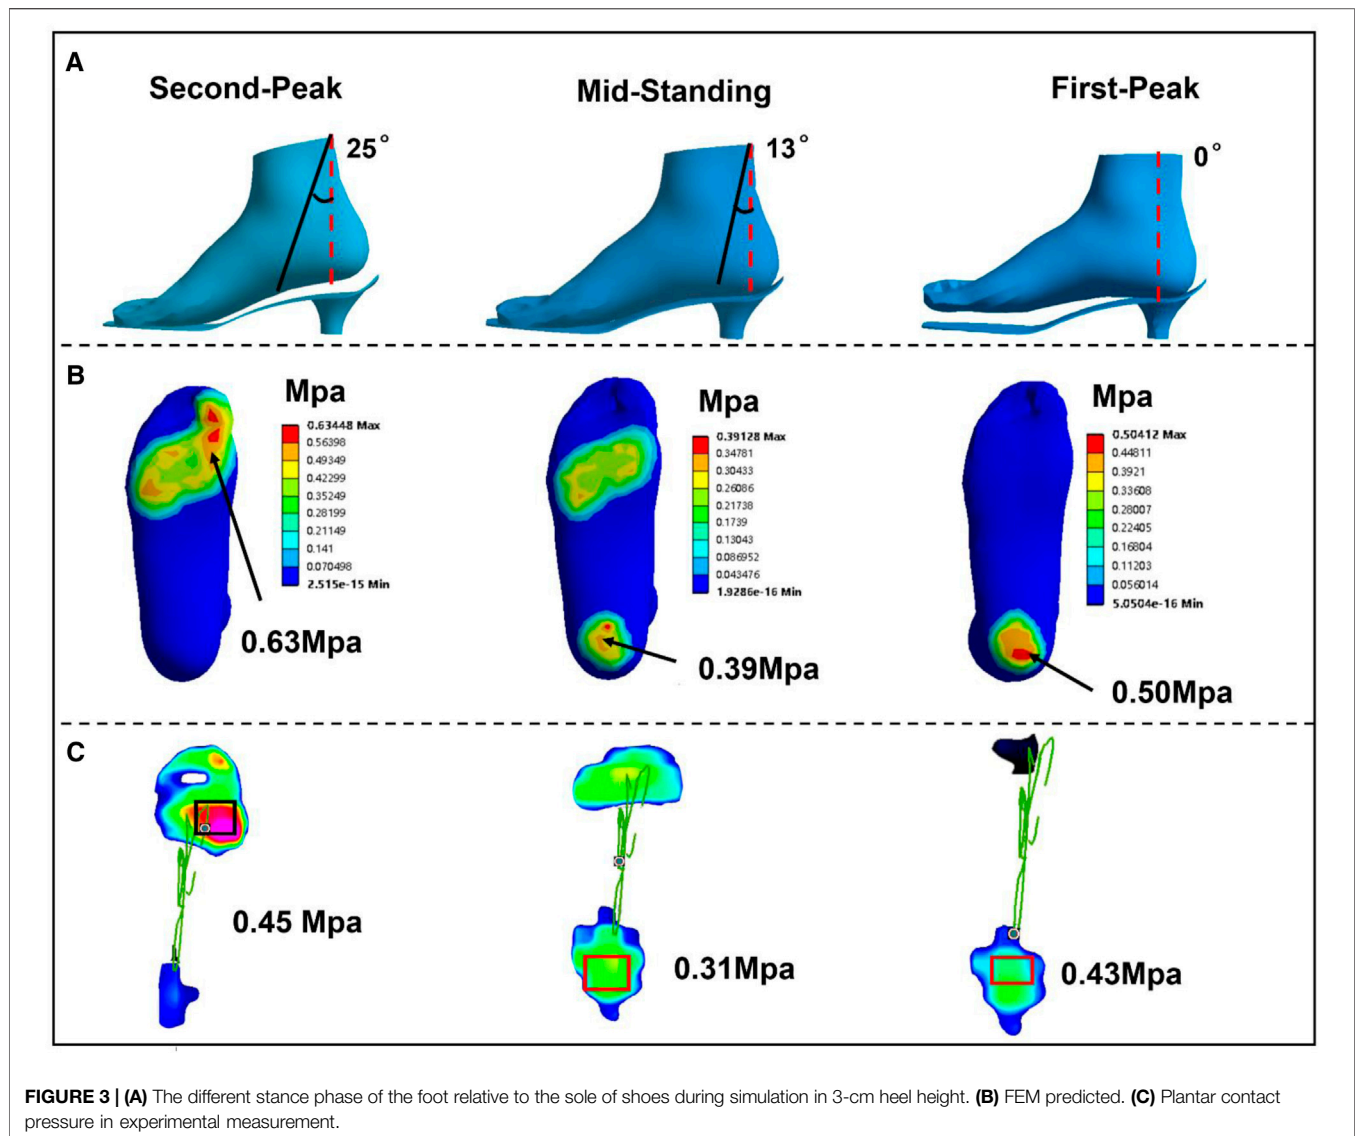 A
Second-Peak
Mid-Standing
First-Peak
25°
13°
0°
B
Mpa
0.63448 Max
0.56398
0.49349
0.42299
0.35249
0.28199
0.21149
0.141
0.070498
2.515e-15 Min
0.63Mpa
Mpa
0.39128 Max
0.34781
0.30433
0.26086
0.21738
0.1739
0.13043
0.086952
0.043476
1.9286e-16 Min
0.39Mpa
Mpa
0.50412 Max
0.44811
0.3921
0.33608
0.28007
0.22405
0.16804
0.11203
0.056014
5.0504e-16 Min
0.50Mpa
C
0.45 Mpa
0.31Mpa
0.43Mpa
FIGURE 3 | (A) The different stance phase of the foot relative to the sole of shoes during simulation in 3-cm heel height. (B) FEM predicted. (C) Plantar contact
pressure in experimental measurement.